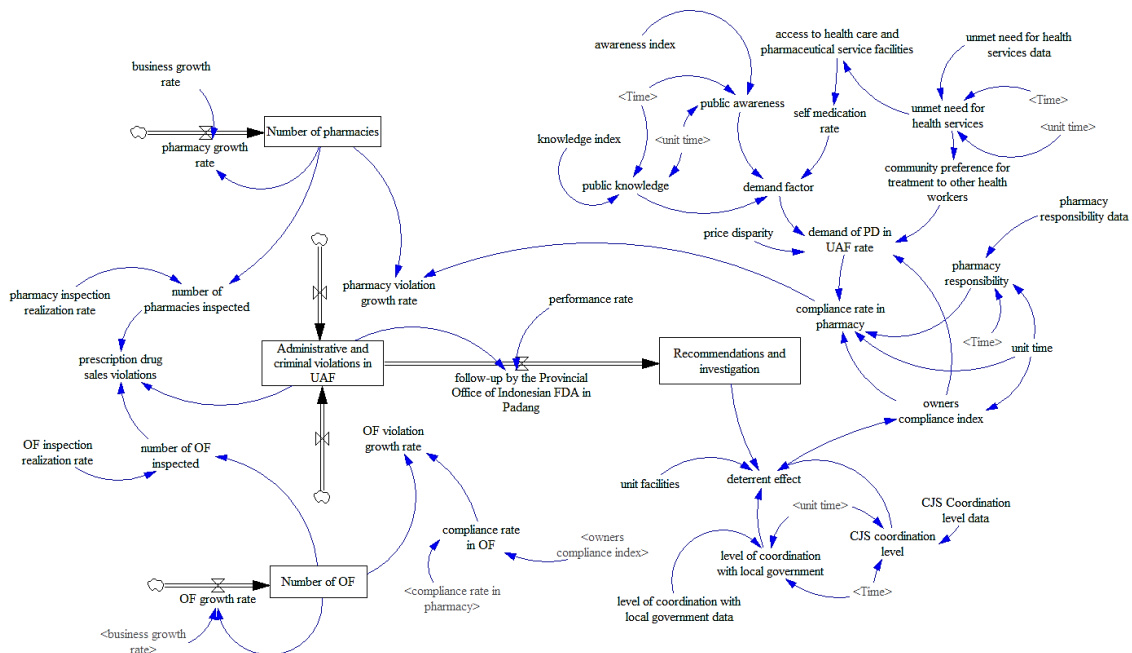 awareness index
access to health care and
pharmaceutical service facilities
unmet need for health
services data
business growth
rate
<Time>
public awareness
self medication
rate
unmet need for
health services
<Time>
<unit time>
Number of pharmacies
pharmacy growth
rate
knowledge index
<unit time>
public knowledge
demand factor
community preference for
treatment to other health
workers
pharmacy
responsibility data
price disparity
demand of PD in
UAF rate
pharmacy
responsibility
pharmacy inspection
realization rate
number of
pharmacies inspected
pharmacy violation
growth rate
performance rate
compliance rate in
pharmacy
<Time>
unit time
prescription drug
sales violations
Administrative and
criminal violations in
UAF
follow-up by the Provincial
Office of Indonesian FDA in
Padang
Recommendations and
investigation
owners
compliance index
OF inspection
realization rate
number of OF
inspected
OF violation
growth rate
unit facilities
deterrent effect
<unit time>
CJS Coordination
level data
compliance rate
in OF
<owners
compliance index>
level of coordination
with local government
CJS coordination
level
Number of OF
OF growth rate
<compliance rate in
pharmacy>
level of coordination with
local government data
<Time>
<business growth
rate>